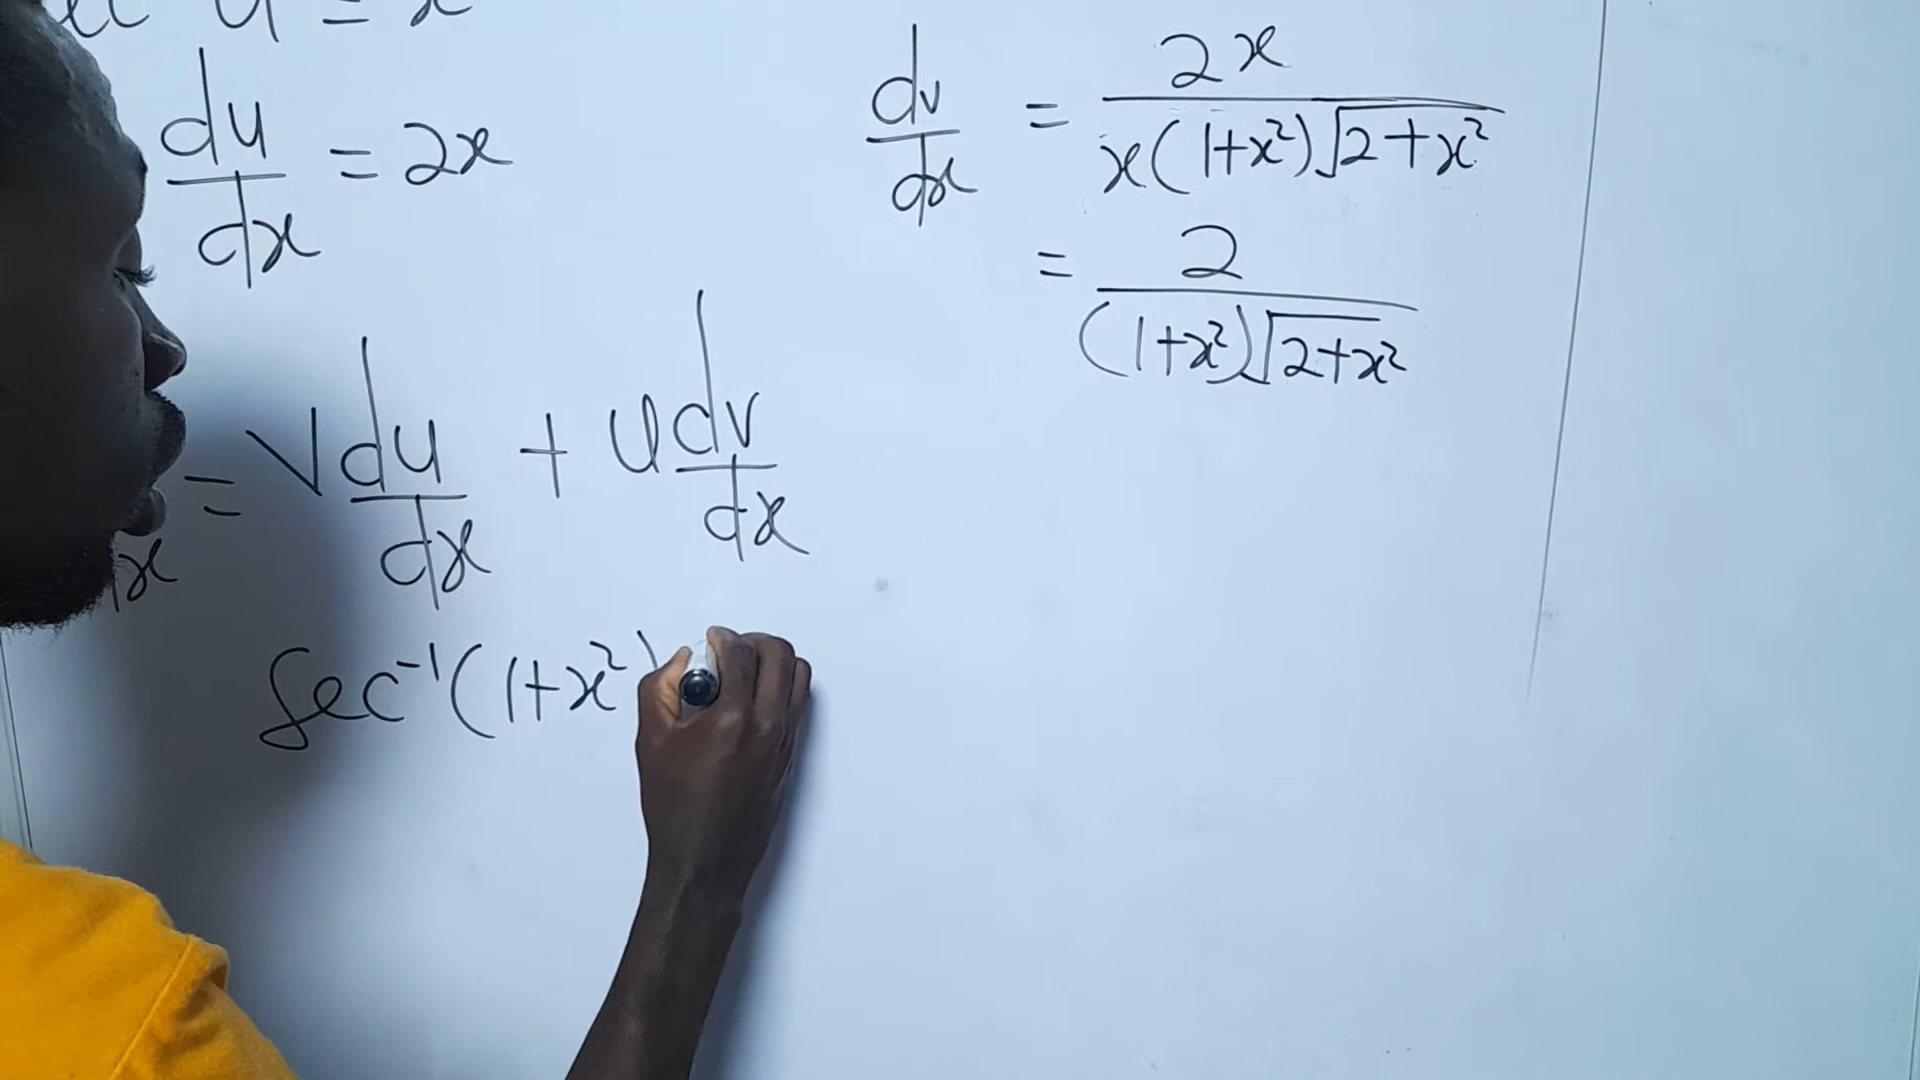 let u = x
du/dx = 2x
= v du/dx + u dv/dx
x
sec⁻¹(1+x²)
dv/dx = 2x / x(1+x²)√2+x²
= 2 / (1+x²)√2+x²